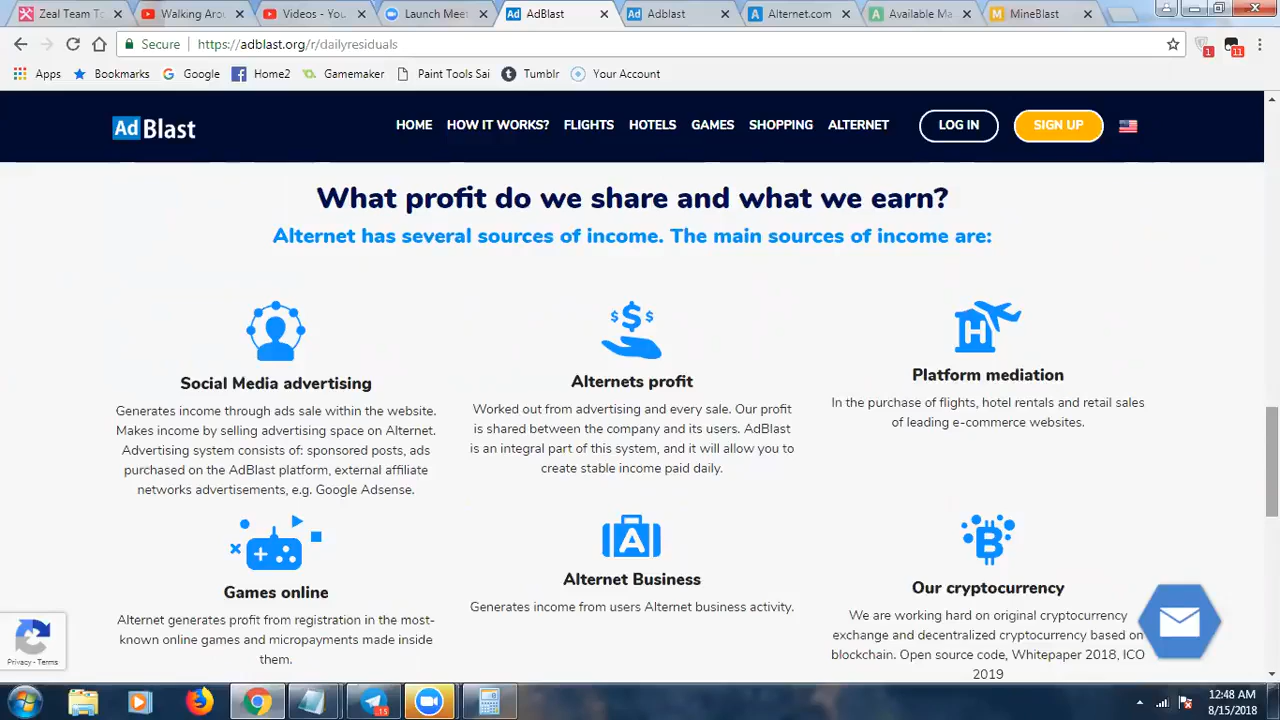 Zeal Team To
Walking Arou
Videos - You
Launch Meet
AdBlast
Adblast
Alternet.com
Available Ma
MineBlast
Secure
https://adblast.org/r/dailyresiduals
1
11
Apps
Bookmarks
Google
Home2
Gamemaker
Paint Tools Sai
Tumblr
Your Account
AdBlast
HOME
HOW IT WORKS?
FLIGHTS
HOTELS
GAMES
SHOPPING
ALTERNET
LOG IN
SIGN UP
What profit do we share and what we earn?
Alternet has several sources of income. The main sources of income are:
Social Media advertising
Generates income through ads sale within the website.
Makes income by selling advertising space on Alternet.
Advertising system consists of: sponsored posts, ads
purchased on the AdBlast platform, external affiliate
networks advertisements, e.g. Google Adsense.
$ $ $
Alternets profit
Worked out from advertising and every sale. Our profit
is shared between the company and its users. AdBlast
is an integral part of this system, and it will allow you to
create stable income paid daily.
H
Platform mediation
In the purchase of flights, hotel rentals and retail sales
of leading e-commerce websites.
Games online
Alternet generates profit from registration in the most-
known online games and micropayments made inside
them.
A
Alternet Business
Generates income from users Alternet business activity.
B
Our cryptocurrency
We are working hard on original cryptocurrency
exchange and decentralized cryptocurrency based on
blockchain. Open source code, Whitepaper 2018, ICO
2019
Privacy - Terms
15
12:48 AM
8/15/2018